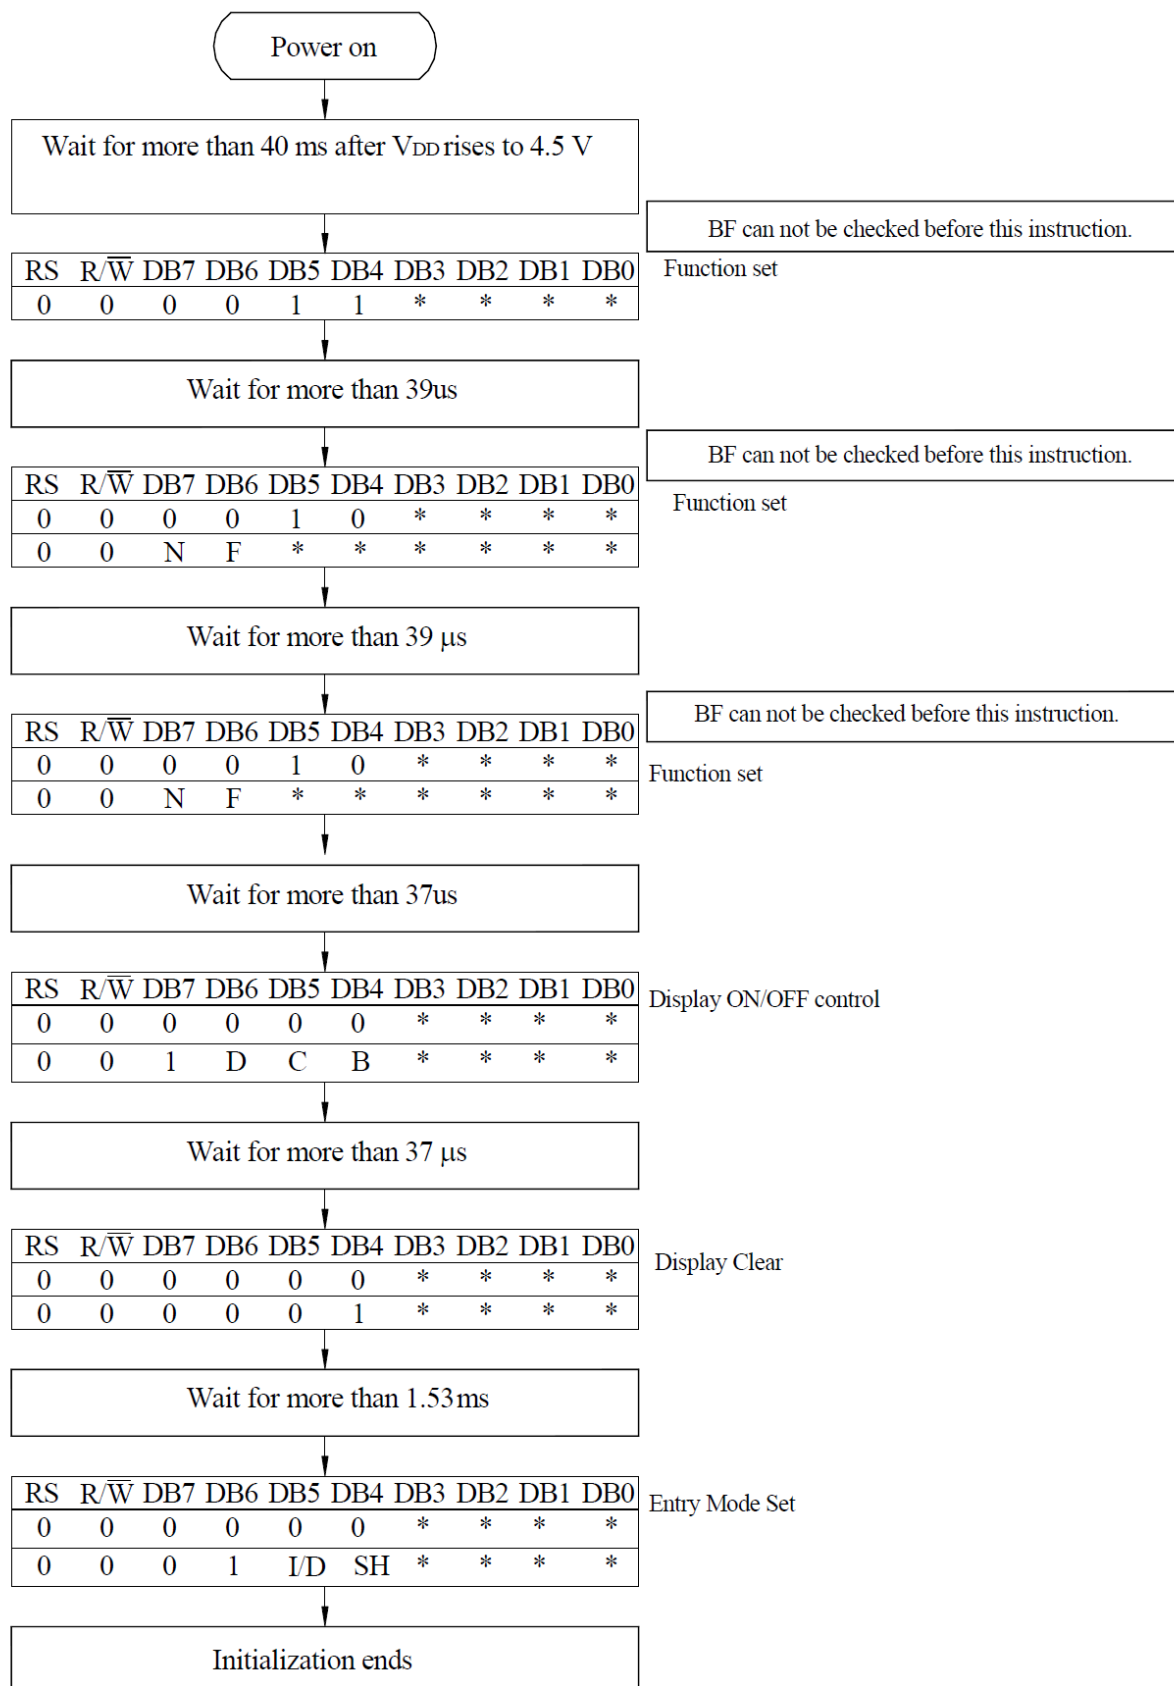 Power on
Wait for more than 40 ms after VDD rises to 4.5 V
BF can not be checked before this instruction.
RS R/W̅ DB7 DB6 DB5 DB4 DB3 DB2 DB1 DB0
Function set
0 0 0 0 1 1 * * * *
Wait for more than 39us
BF can not be checked before this instruction.
RS R/W̅ DB7 DB6 DB5 DB4 DB3 DB2 DB1 DB0
Function set
0 0 0 0 1 0 * * * *
0 0 N F * * * * * *
Wait for more than 39 µs
BF can not be checked before this instruction.
RS R/W̅ DB7 DB6 DB5 DB4 DB3 DB2 DB1 DB0
0 0 0 0 1 0 * * * *
Function set
0 0 N F * * * * * *
Wait for more than 37us
RS R/W̅ DB7 DB6 DB5 DB4 DB3 DB2 DB1 DB0
Display ON/OFF control
0 0 0 0 0 0 * * * *
0 0 1 D C B * * * *
Wait for more than 37 µs
RS R/W̅ DB7 DB6 DB5 DB4 DB3 DB2 DB1 DB0
Display Clear
0 0 0 0 0 0 * * * *
0 0 0 0 0 1 * * * *
Wait for more than 1.53ms
RS R/W̅ DB7 DB6 DB5 DB4 DB3 DB2 DB1 DB0
Entry Mode Set
0 0 0 0 0 0 * * * *
0 0 0 1 I/D SH * * * *
Initialization ends